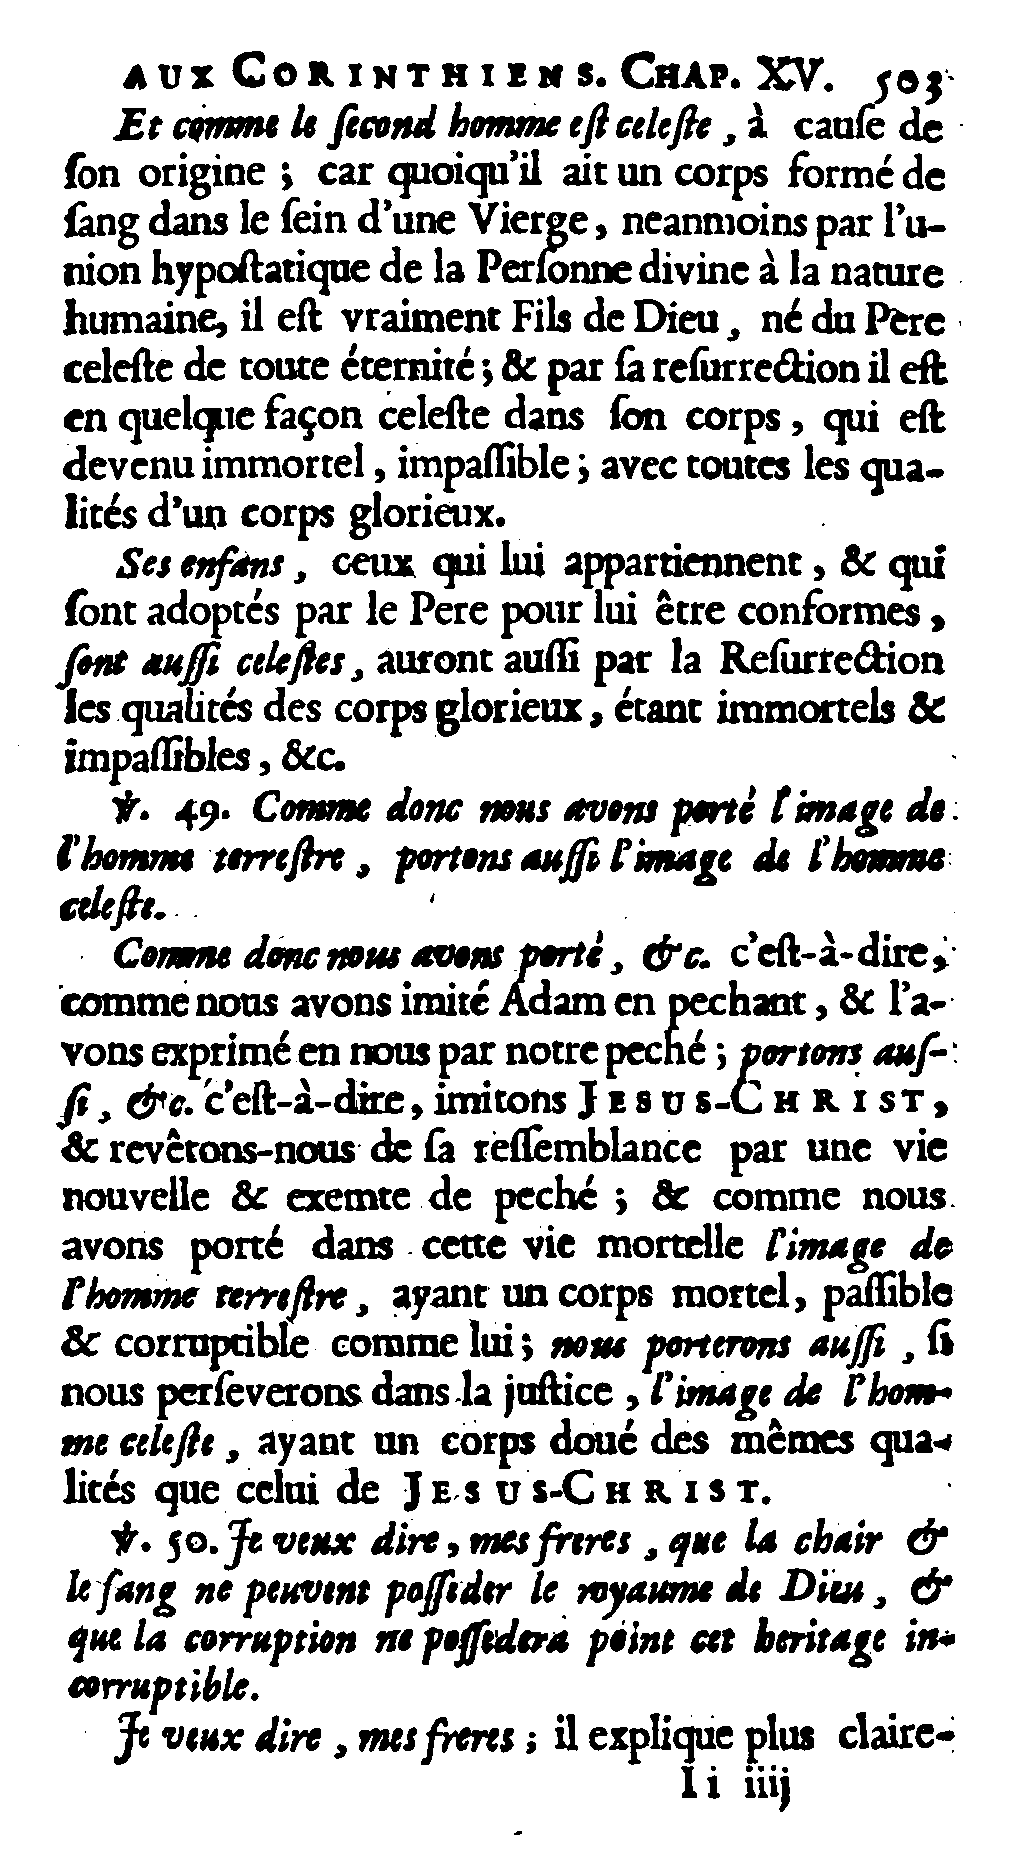 AUX CORINTHIENS. CHAP. XV. 503
Et comme le ſecond homme eſt celeſte, à cauſe de
ſon origine ; car quoiqu'il ait un corps formé de
ſang dans le ſein d'une Vierge, neanmoins par l'u-
nion hypoſtatique de la Perſonne divine à la nature
humaine, il eſt vraiment Fils de Dieu, né du Pere
celeſte de toute éternité ; & par ſa reſurrection il eſt
en quelque façon celeſte dans ſon corps, qui eſt
devenu immortel, impaſſible ; avec toutes les qua-
lités d'un corps glorieux.
Ses enfans, ceux qui lui appartiennent, & qui
ſont adoptés par le Pere pour lui être conformes,
ſont auſſi celeſtes, auront auſſi par la Reſurrection
les qualités des corps glorieux, étant immortels &
impaſſibles, &c.
℣. 49. Comme donc nous avons porté l'image de
l'homme terreſtre, portons auſſi l'image de l'homme
celeſte.
Comme donc nous avons porté, &c. c'eſt-à-dire,
comme nous avons imité Adam en pechant, & l'a-
vons exprimé en nous par notre peché ; portons auſ-
ſi, &c. c'eſt-à-dire, imitons JESUS-CHRIST,
& revêtons-nous de ſa reſſemblance par une vie
nouvelle & exemte de peché ; & comme nous
avons porté dans cette vie mortelle l'image de
l'homme terreſtre, ayant un corps mortel, paſſible
& corruptible comme lui ; nous porterons auſſi, ſi
nous perſeverons dans la juſtice, l'image de l'hom-
me celeſte, ayant un corps doué des mêmes qua-
lités que celui de JESUS-CHRIST.
℣. 50. Je veux dire, mes freres, que la chair &
le ſang ne peuvent poſſeder le royaume de Dieu, &
que la corruption ne poſſedera point cet heritage in-
corruptible.
Je veux dire, mes freres ; il explique plus claire-
Ii iiij